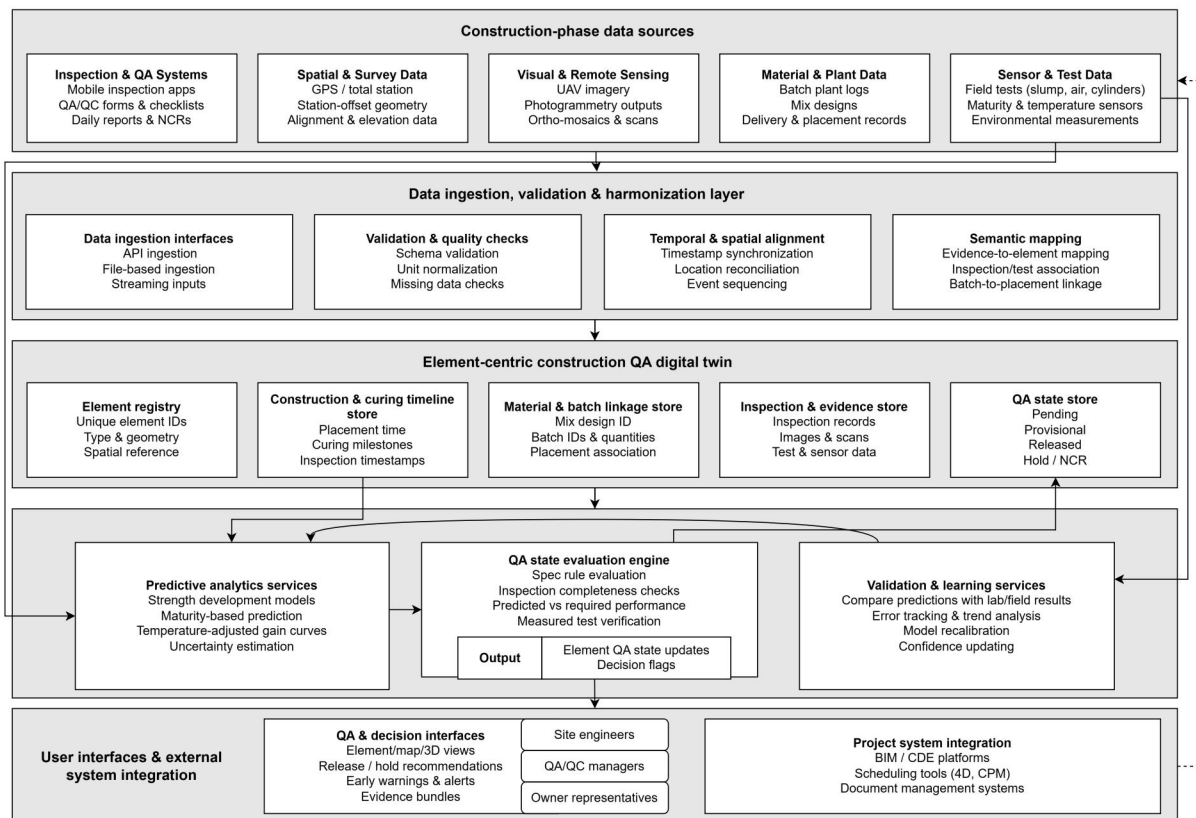 Construction-phase data sources
Inspection & QA Systems
Mobile inspection apps
QA/QC forms & checklists
Daily reports & NCRs
Spatial & Survey Data
GPS / total station
Station-offset geometry
Alignment & elevation data
Visual & Remote Sensing
UAV imagery
Photogrammetry outputs
Ortho-mosaics & scans
Material & Plant Data
Batch plant logs
Mix designs
Delivery & placement records
Sensor & Test Data
Field tests (slump, air, cylinders)
Maturity & temperature sensors
Environmental measurements
Data ingestion, validation & harmonization layer
Data ingestion interfaces
API ingestion
File-based ingestion
Streaming inputs
Validation & quality checks
Schema validation
Unit normalization
Missing data checks
Temporal & spatial alignment
Timestamp synchronization
Location reconciliation
Event sequencing
Semantic mapping
Evidence-to-element mapping
Inspection/test association
Batch-to-placement linkage
Element-centric construction QA digital twin
Element registry
Unique element IDs
Type & geometry
Spatial reference
Construction & curing timeline
store
Placement time
Curing milestones
Inspection timestamps
Material & batch linkage store
Mix design ID
Batch IDs & quantities
Placement association
Inspection & evidence store
Inspection records
Images & scans
Test & sensor data
QA state store
Pending
Provisional
Released
Hold / NCR
Predictive analytics services
Strength development models
Maturity-based prediction
Temperature-adjusted gain curves
Uncertainty estimation
QA state evaluation engine
Spec rule evaluation
Inspection completeness checks
Predicted vs required performance
Measured test verification
Output
Element QA state updates
Decision flags
Validation & learning services
Compare predictions with lab/field results
Error tracking & trend analysis
Model recalibration
Confidence updating
User interfaces & external
system integration
QA & decision interfaces
Element/map/3D views
Release / hold recommendations
Early warnings & alerts
Evidence bundles
Site engineers
QA/QC managers
Owner representatives
Project system integration
BIM / CDE platforms
Scheduling tools (4D, CPM)
Document management systems